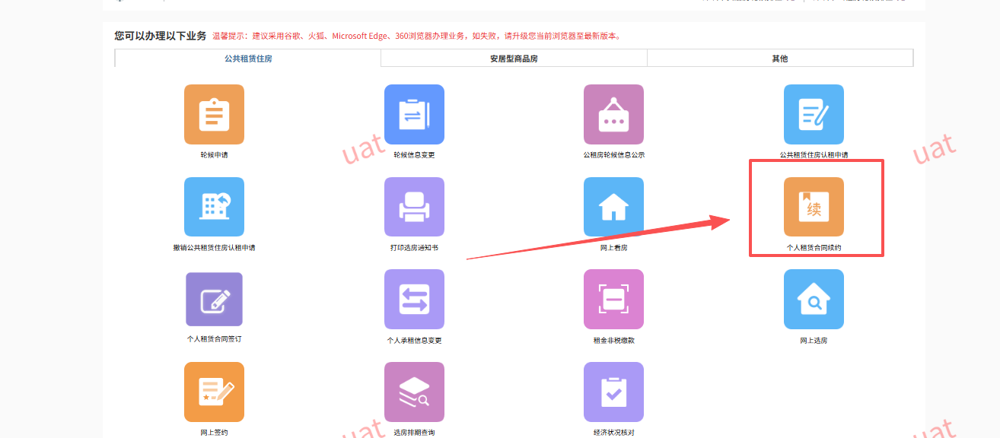 您可以办理以下业务 温馨提示：建议采用谷歌、火狐、Microsoft Edge、360浏览器办理业务，如失败，请升级您当前浏览器至最新版本。
公共租赁住房 安居型商品房 其他
轮候申请 轮候信息变更 公租房轮候信息公示 公共租赁住房认租申请
uat uat
续
撤销公共租赁住房认租申请 打印选房通知书 网上看房 个人租赁合同续约
个人租赁合同签订 个人承租信息变更 租金非税缴款 网上选房
网上签约 选房排期查询 经济状况核对
uat uat